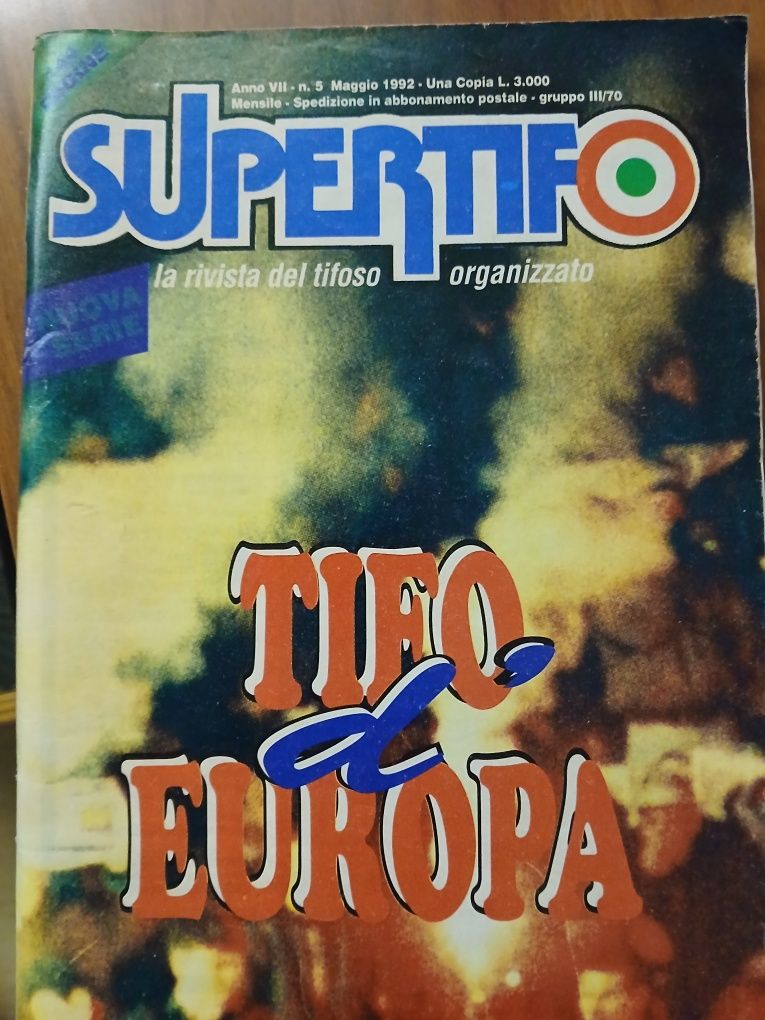 PAGINE
Anno VII - n. 5 Maggio 1992 - Una Copia L. 3.000
Mensile - Spedizione in abbonamento postale - gruppo III/70
SUPERTIFO
la rivista del tifoso organizzato
NUOVA
SERIE
TIFO
d'
EUROPA